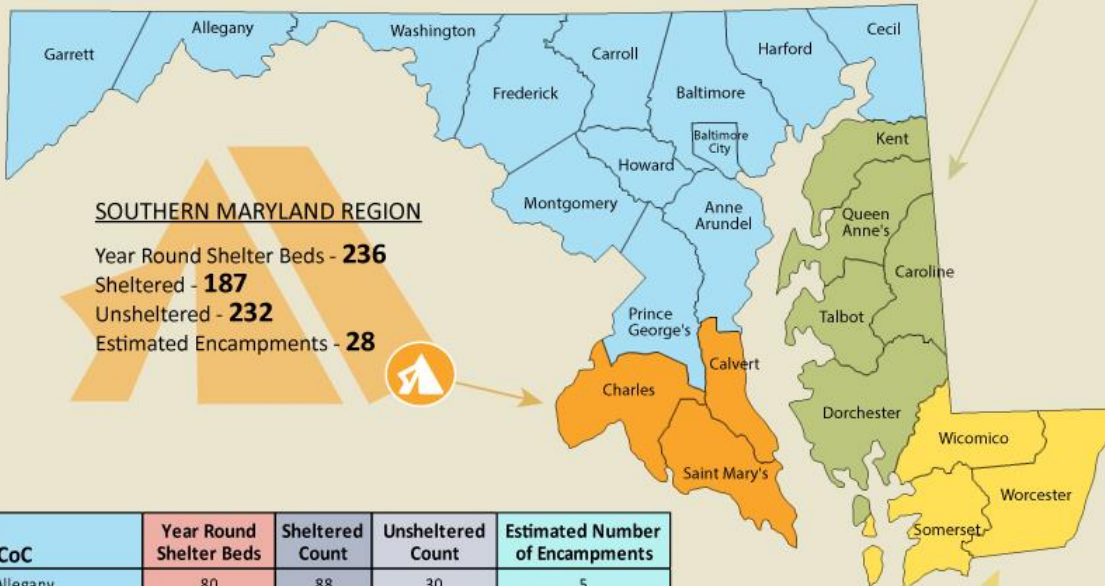 Garrett
Allegany
Washington
Frederick
Carroll
Baltimore
Baltimore
City
Harford
Cecil
Howard
Montgomery
Anne
Arundel
Prince
George's
Kent
Queen
Anne's
Caroline
Talbot
Dorchester
Calvert
Charles
Saint Mary's
Wicomico
Worcester
Somerset
SOUTHERN MARYLAND REGION
Year Round Shelter Beds - 236
Sheltered - 187
Unsheltered - 232
Estimated Encampments - 28
CoC Year Round Shelter Beds Sheltered Count Unsheltered Count Estimated Number of Encampments
Allegany 80 88 30 5